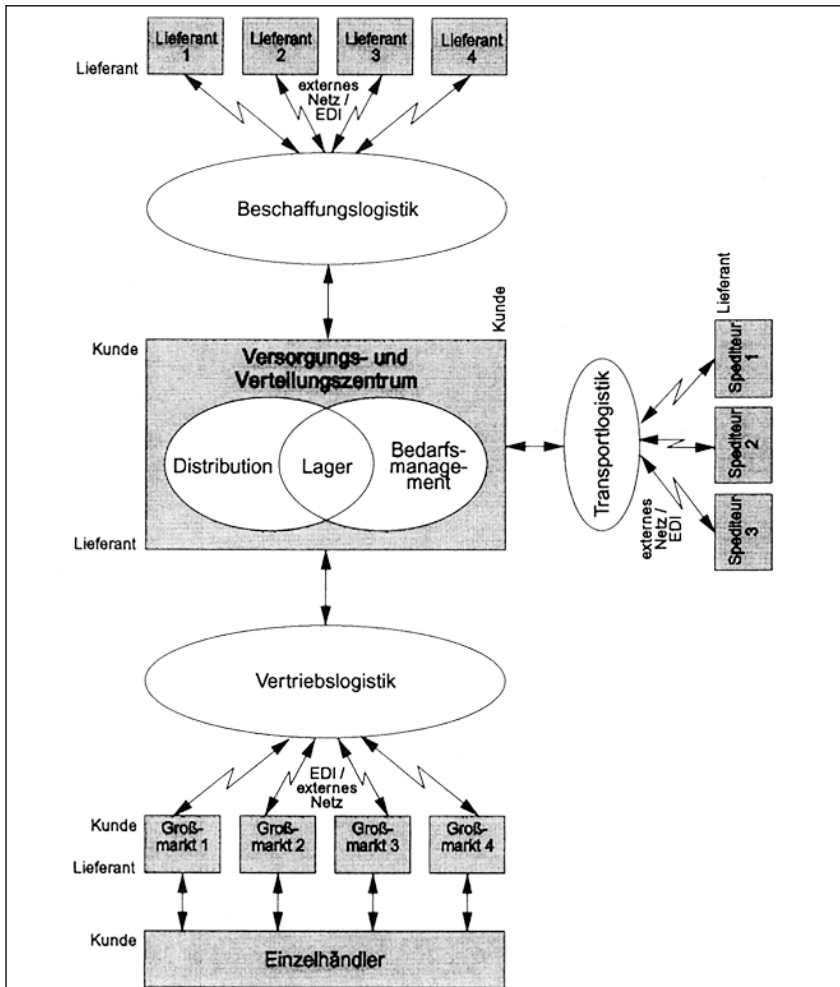 Lieferant
Lieferant
1
Lieferant
2
Lieferant
3
Lieferant
4
externes
Netz /
EDI
Beschaffungslogistik
Kunde
Kunde
Versorgungs- und
Verteilungszentrum
Distribution
Lager
Bedarfs-
manage-
ment
Lieferant
Transportlogistik
Lieferant
Spediteur
1
Spediteur
2
Spediteur
3
externes
Netz /
EDI
Vertriebslogistik
EDI /
externes
Netz
Kunde
Lieferant
Groß-
markt 1
Groß-
markt 2
Groß-
markt 3
Groß-
markt 4
Kunde
Einzelhändler